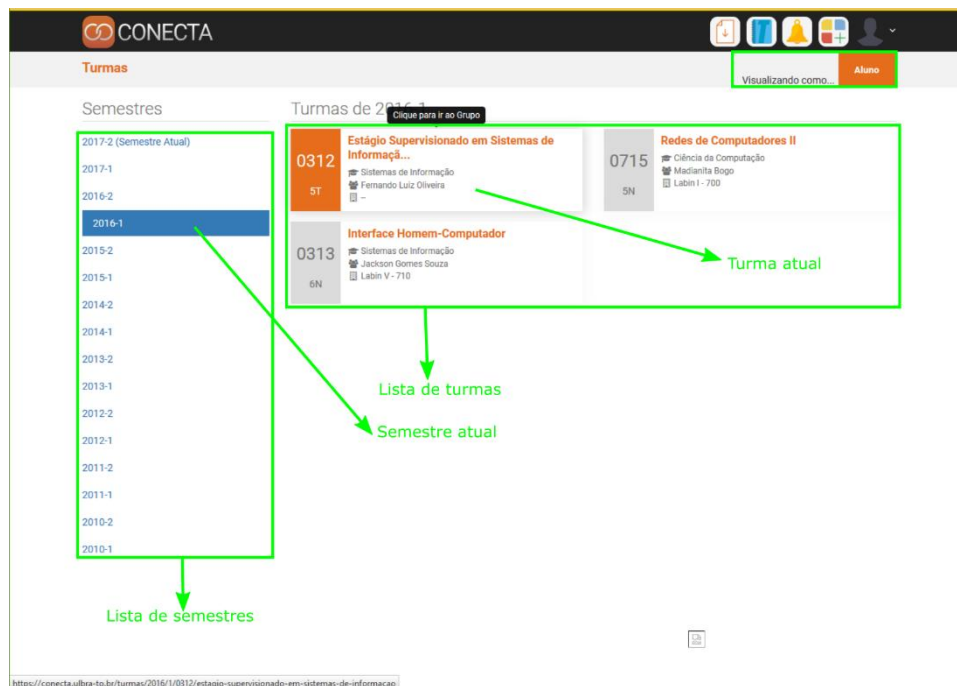 CONECTA
Turmas
Visualizando como...
Aluno
Semestres
2017-2 (Semestre Atual)
2017-1
2016-2
2016-1
2015-2
2015-1
2014-2
2014-1
2013-2
2013-1
2012-2
2012-1
2011-2
2011-1
2010-2
2010-1
Lista de semestres
Turmas de 2016-1
Clique para ir ao Grupo
0312
5T
Estágio Supervisionado em Sistemas de
Informaçã...
Sistemas de Informação
Fernando Luiz Oliveira
–
0715
5N
Redes de Computadores II
Ciência da Computação
Madianita Bogo
Labin I - 700
0313
6N
Interface Homem-Computador
Sistemas de Informação
Jackson Gomes Souza
Labin V - 710
Turma atual
Lista de turmas
Semestre atual
https://conecta.ulbra-to.br/turmas/2016/1/0312/estagio-supervisionado-em-sistemas-de-informacao